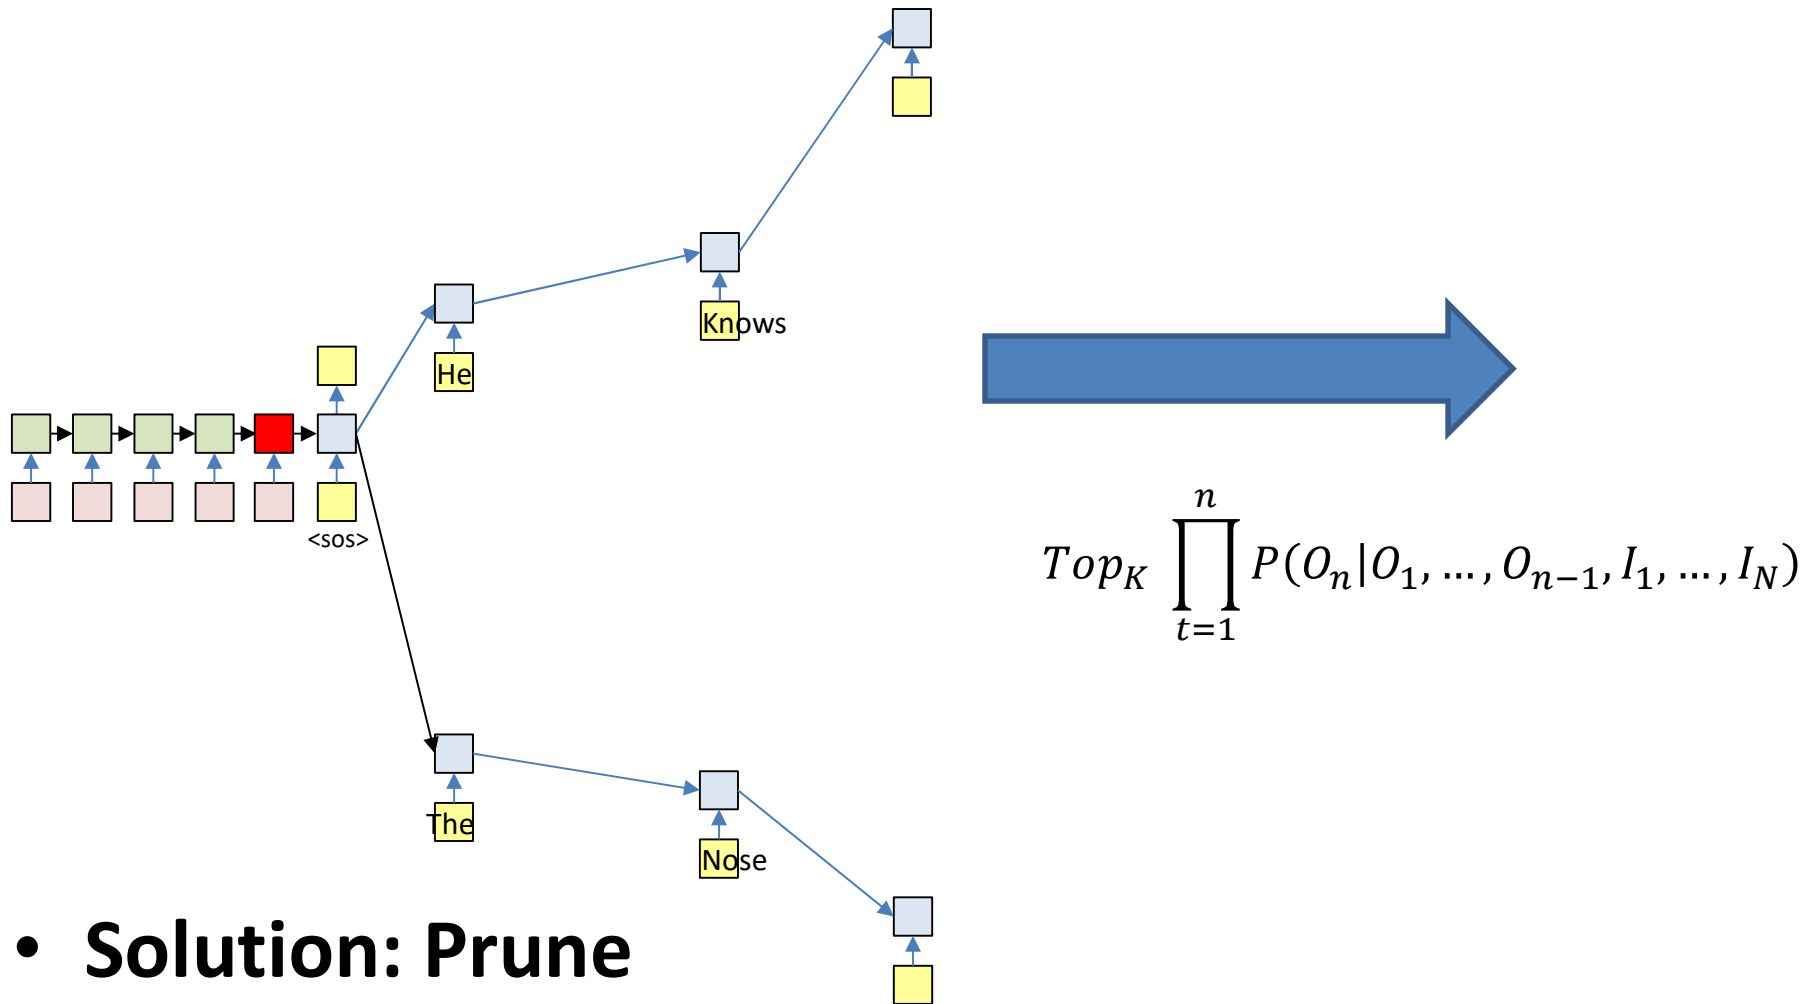 Knows
He
<sos>
n
Top_K ∏ P(O_n|O_1, …, O_{n−1}, I_1, …, I_N)
t=1
The
Nose
• Solution: Prune